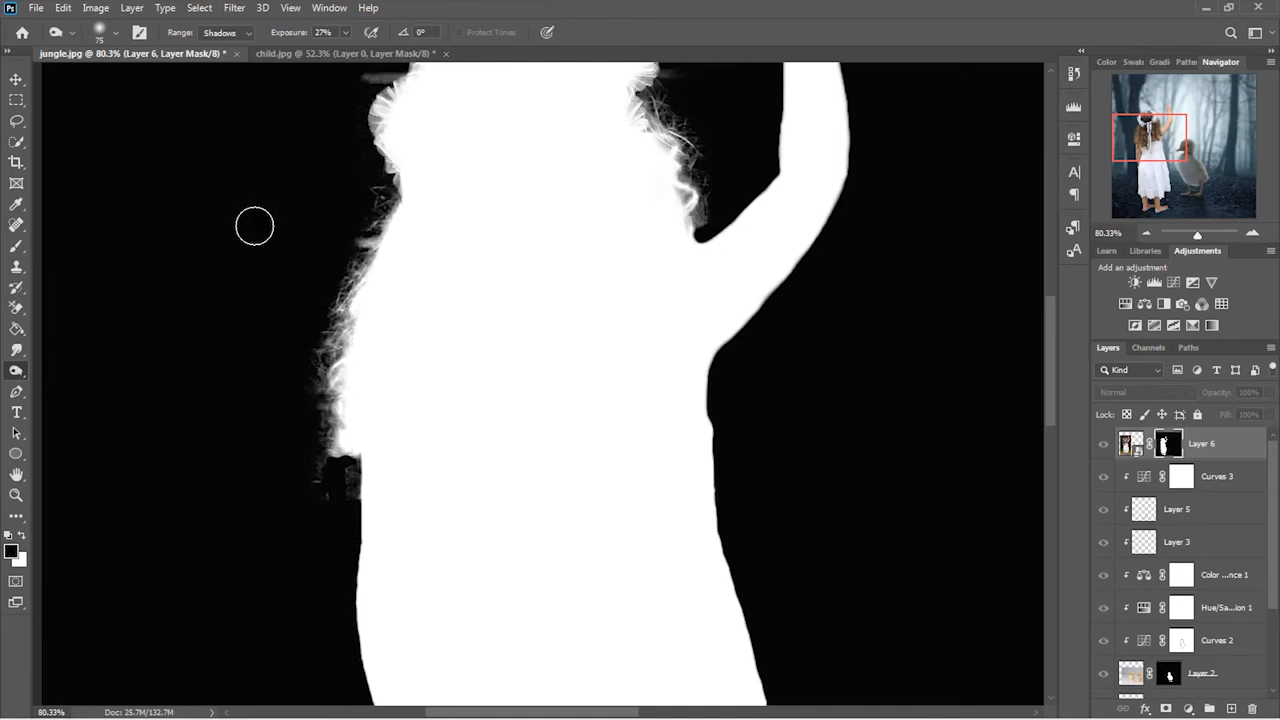 Ps File Edit Image Layer Type Select Filter 3D View Window Help
75 Range: Shadows Exposure: 27% 0° Protect Tones
jungle.jpg @ 80.3% (Layer 6, Layer Mask/8) * × child.jpg @ 52.3% (Layer 0, Layer Mask/8) * ×
Color Swatc Gradi Patte Navigator
80.33%
Learn Libraries Adjustments
Add an adjustment
Layers Channels Paths
Kind
Normal Opacity: 100%
Lock: Fill: 100%
Layer 6
Curves 3
Layer 5
Layer 3
Color ...nce 1
Hue/Sa...ion 1
Curves 2
Layer 2
80.33% Doc: 25.7M/132.7M